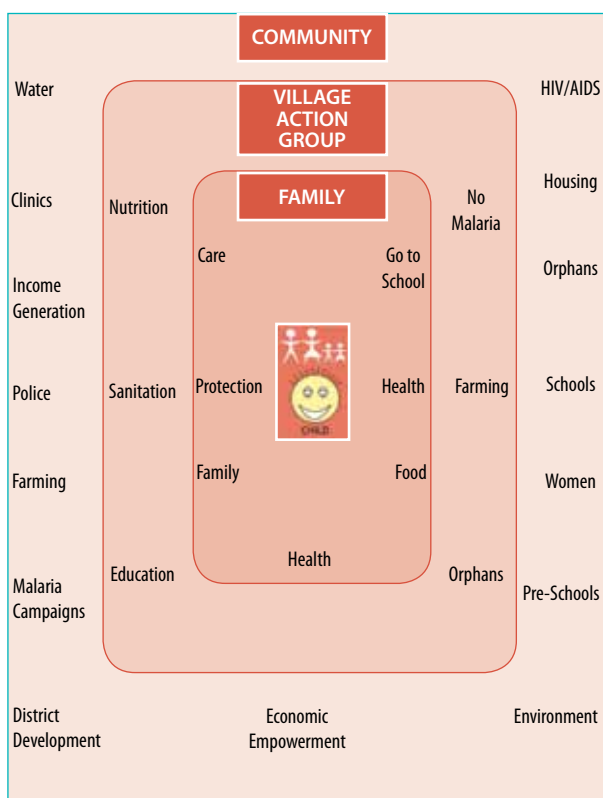 COMMUNITY
Water
HIV/AIDS
VILLAGE
ACTION
GROUP
Housing
Clinics
Nutrition
FAMILY
No
Malaria
Care
Go to
School
Orphans
Income
Generation
Police
Sanitation
Protection
CHILD
Health
Farming
Schools
Farming
Family
Food
Women
Health
Education
Orphans
Malaria
Campaigns
Pre-Schools
District
Development
Economic
Empowerment
Environment